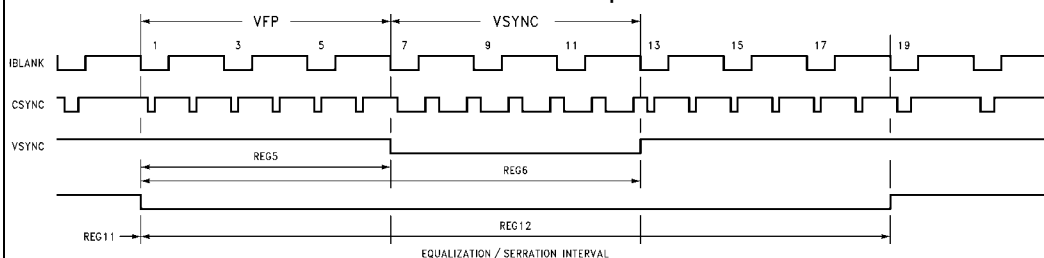 VFP VSYNC
1 3 5 7 9 11 13 15 17 19
HBLANK
CSYNC
VSYNC
REG5
REG6
REG11 REG12
EQUALIZATION / SERRATION INTERVAL